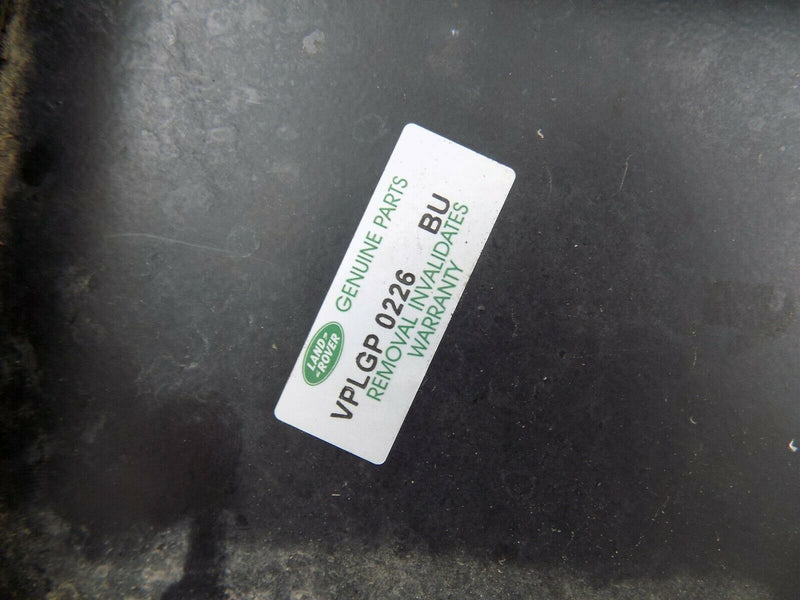 LAND-
-ROVER
GENUINE PARTS
VPLGP 0226 BU
REMOVAL INVALIDATES
WARRANTY